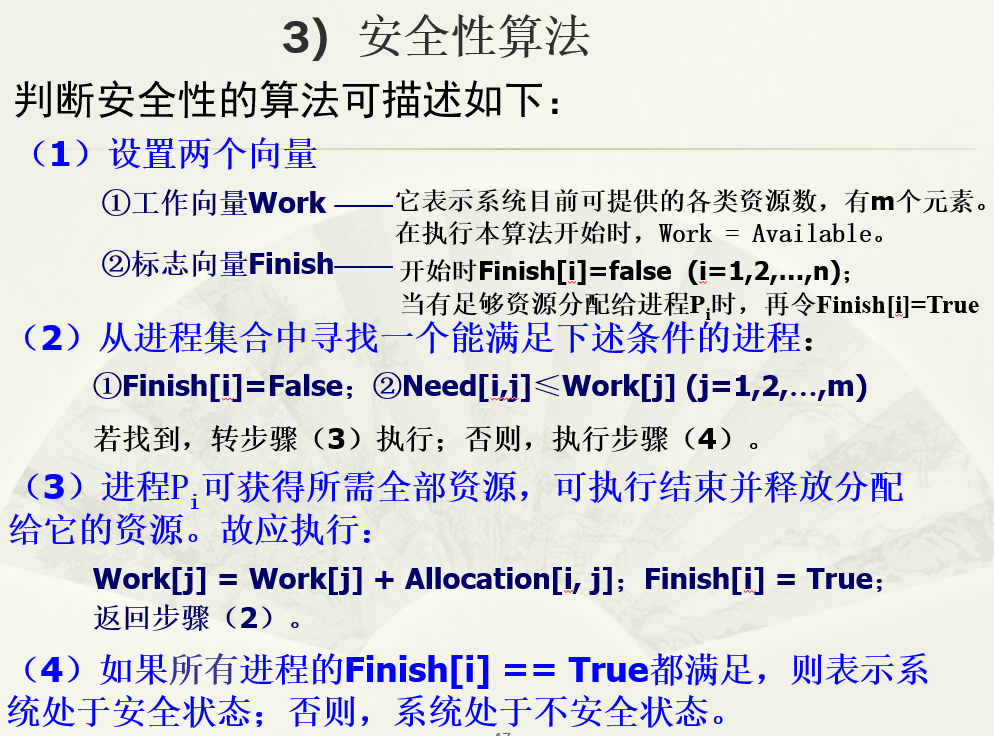 3）安全性算法
判断安全性的算法可描述如下：
（1）设置两个向量
①工作向量Work ——它表示系统目前可提供的各类资源数，有m个元素。
在执行本算法开始时，Work = Available。
②标志向量Finish——开始时Finish[i]=false (i=1,2,…,n)；
当有足够资源分配给进程Pi时，再令Finish[i]=True
（2）从进程集合中寻找一个能满足下述条件的进程：
①Finish[i]=False；②Need[i,j]≤Work[j] (j=1,2,…,m)
若找到，转步骤（3）执行；否则，执行步骤（4）。
（3）进程Pi可获得所需全部资源，可执行结束并释放分配
给它的资源。故应执行：
Work[j] = Work[j] + Allocation[i, j]；Finish[i] = True；
返回步骤（2）。
（4）如果所有进程的Finish[i] == True都满足，则表示系
统处于安全状态；否则，系统处于不安全状态。